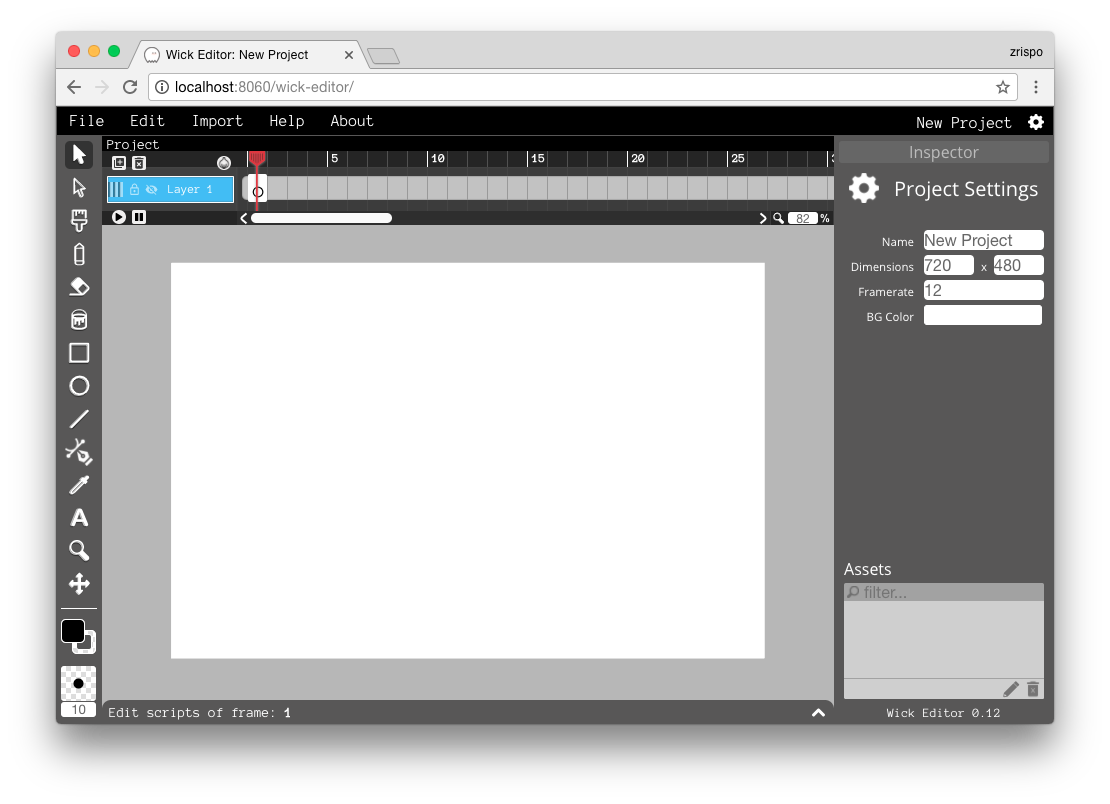 Wick Editor: New Project
zrispo
localhost:8060/wick-editor/
File Edit Import Help About New Project
Project
5 10 15 20 25
Layer 1
82 %
Inspector
Project Settings
Name New Project
Dimensions 720 x 480
Framerate 12
BG Color
A
Assets
filter...
10
Edit scripts of frame: 1
Wick Editor 0.12